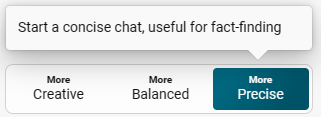 Start a concise chat, useful for fact-finding
More More More
Creative Balanced Precise